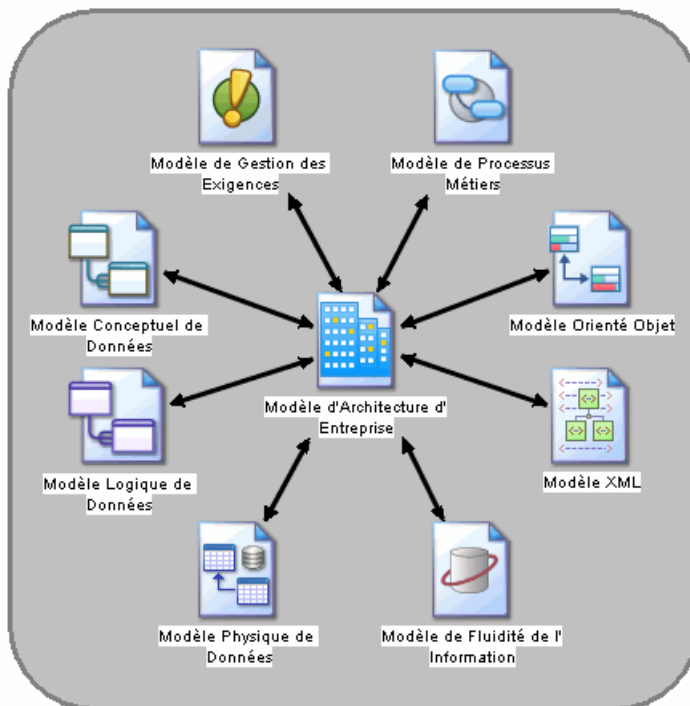 Modèle de Gestion des
Exigences
Modèle de Processus
Métiers
Modèle Conceptuel de
Données
Modèle Orienté Objet
Modèle d'Architecture d'
Entreprise
Modèle Logique de
Données
Modèle XML
Modèle Physique de
Données
Modèle de Fluidité de l'
Information